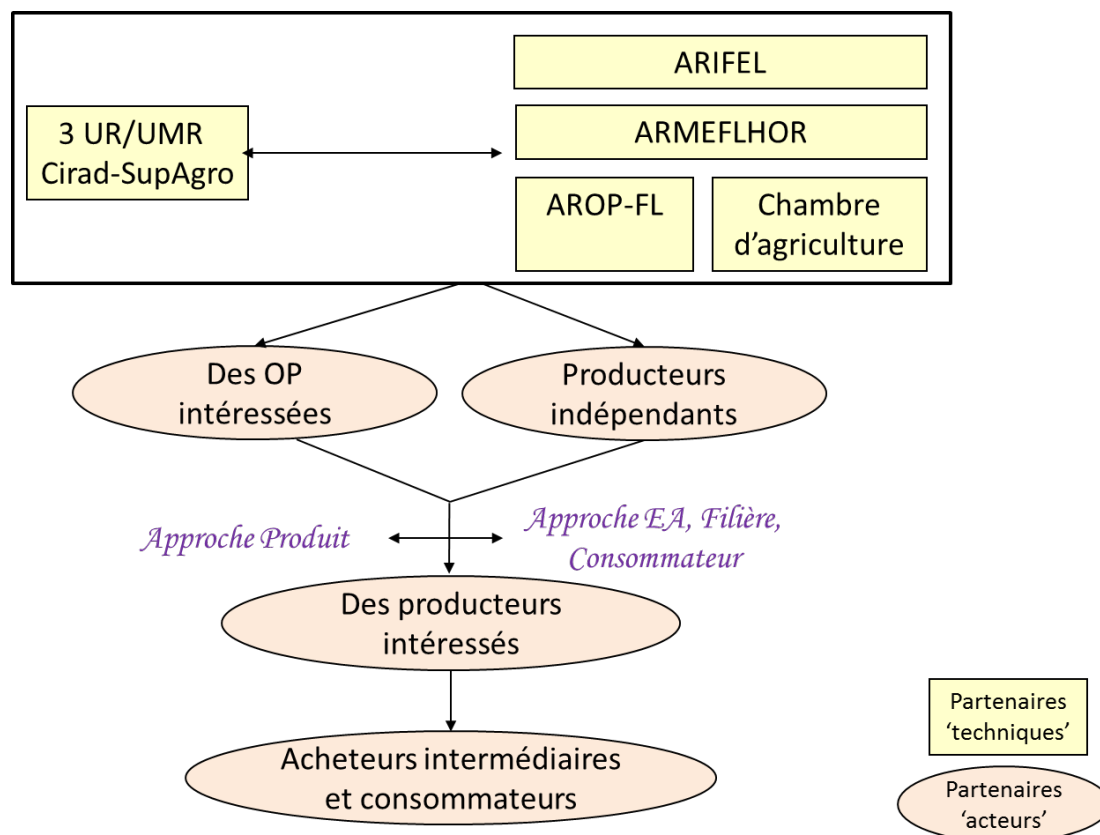 ARIFEL
3 UR/UMR
Cirad-SupAgro
ARMEFLHOR
AROP-FL
Chambre
d'agriculture
Des OP
intéressées
Producteurs
indépendants
Approche Produit
Approche EA, Filière,
Consommateur
Des producteurs
intéressés
Acheteurs intermédiaires
et consommateurs
Partenaires
‘techniques’
Partenaires
‘acteurs’